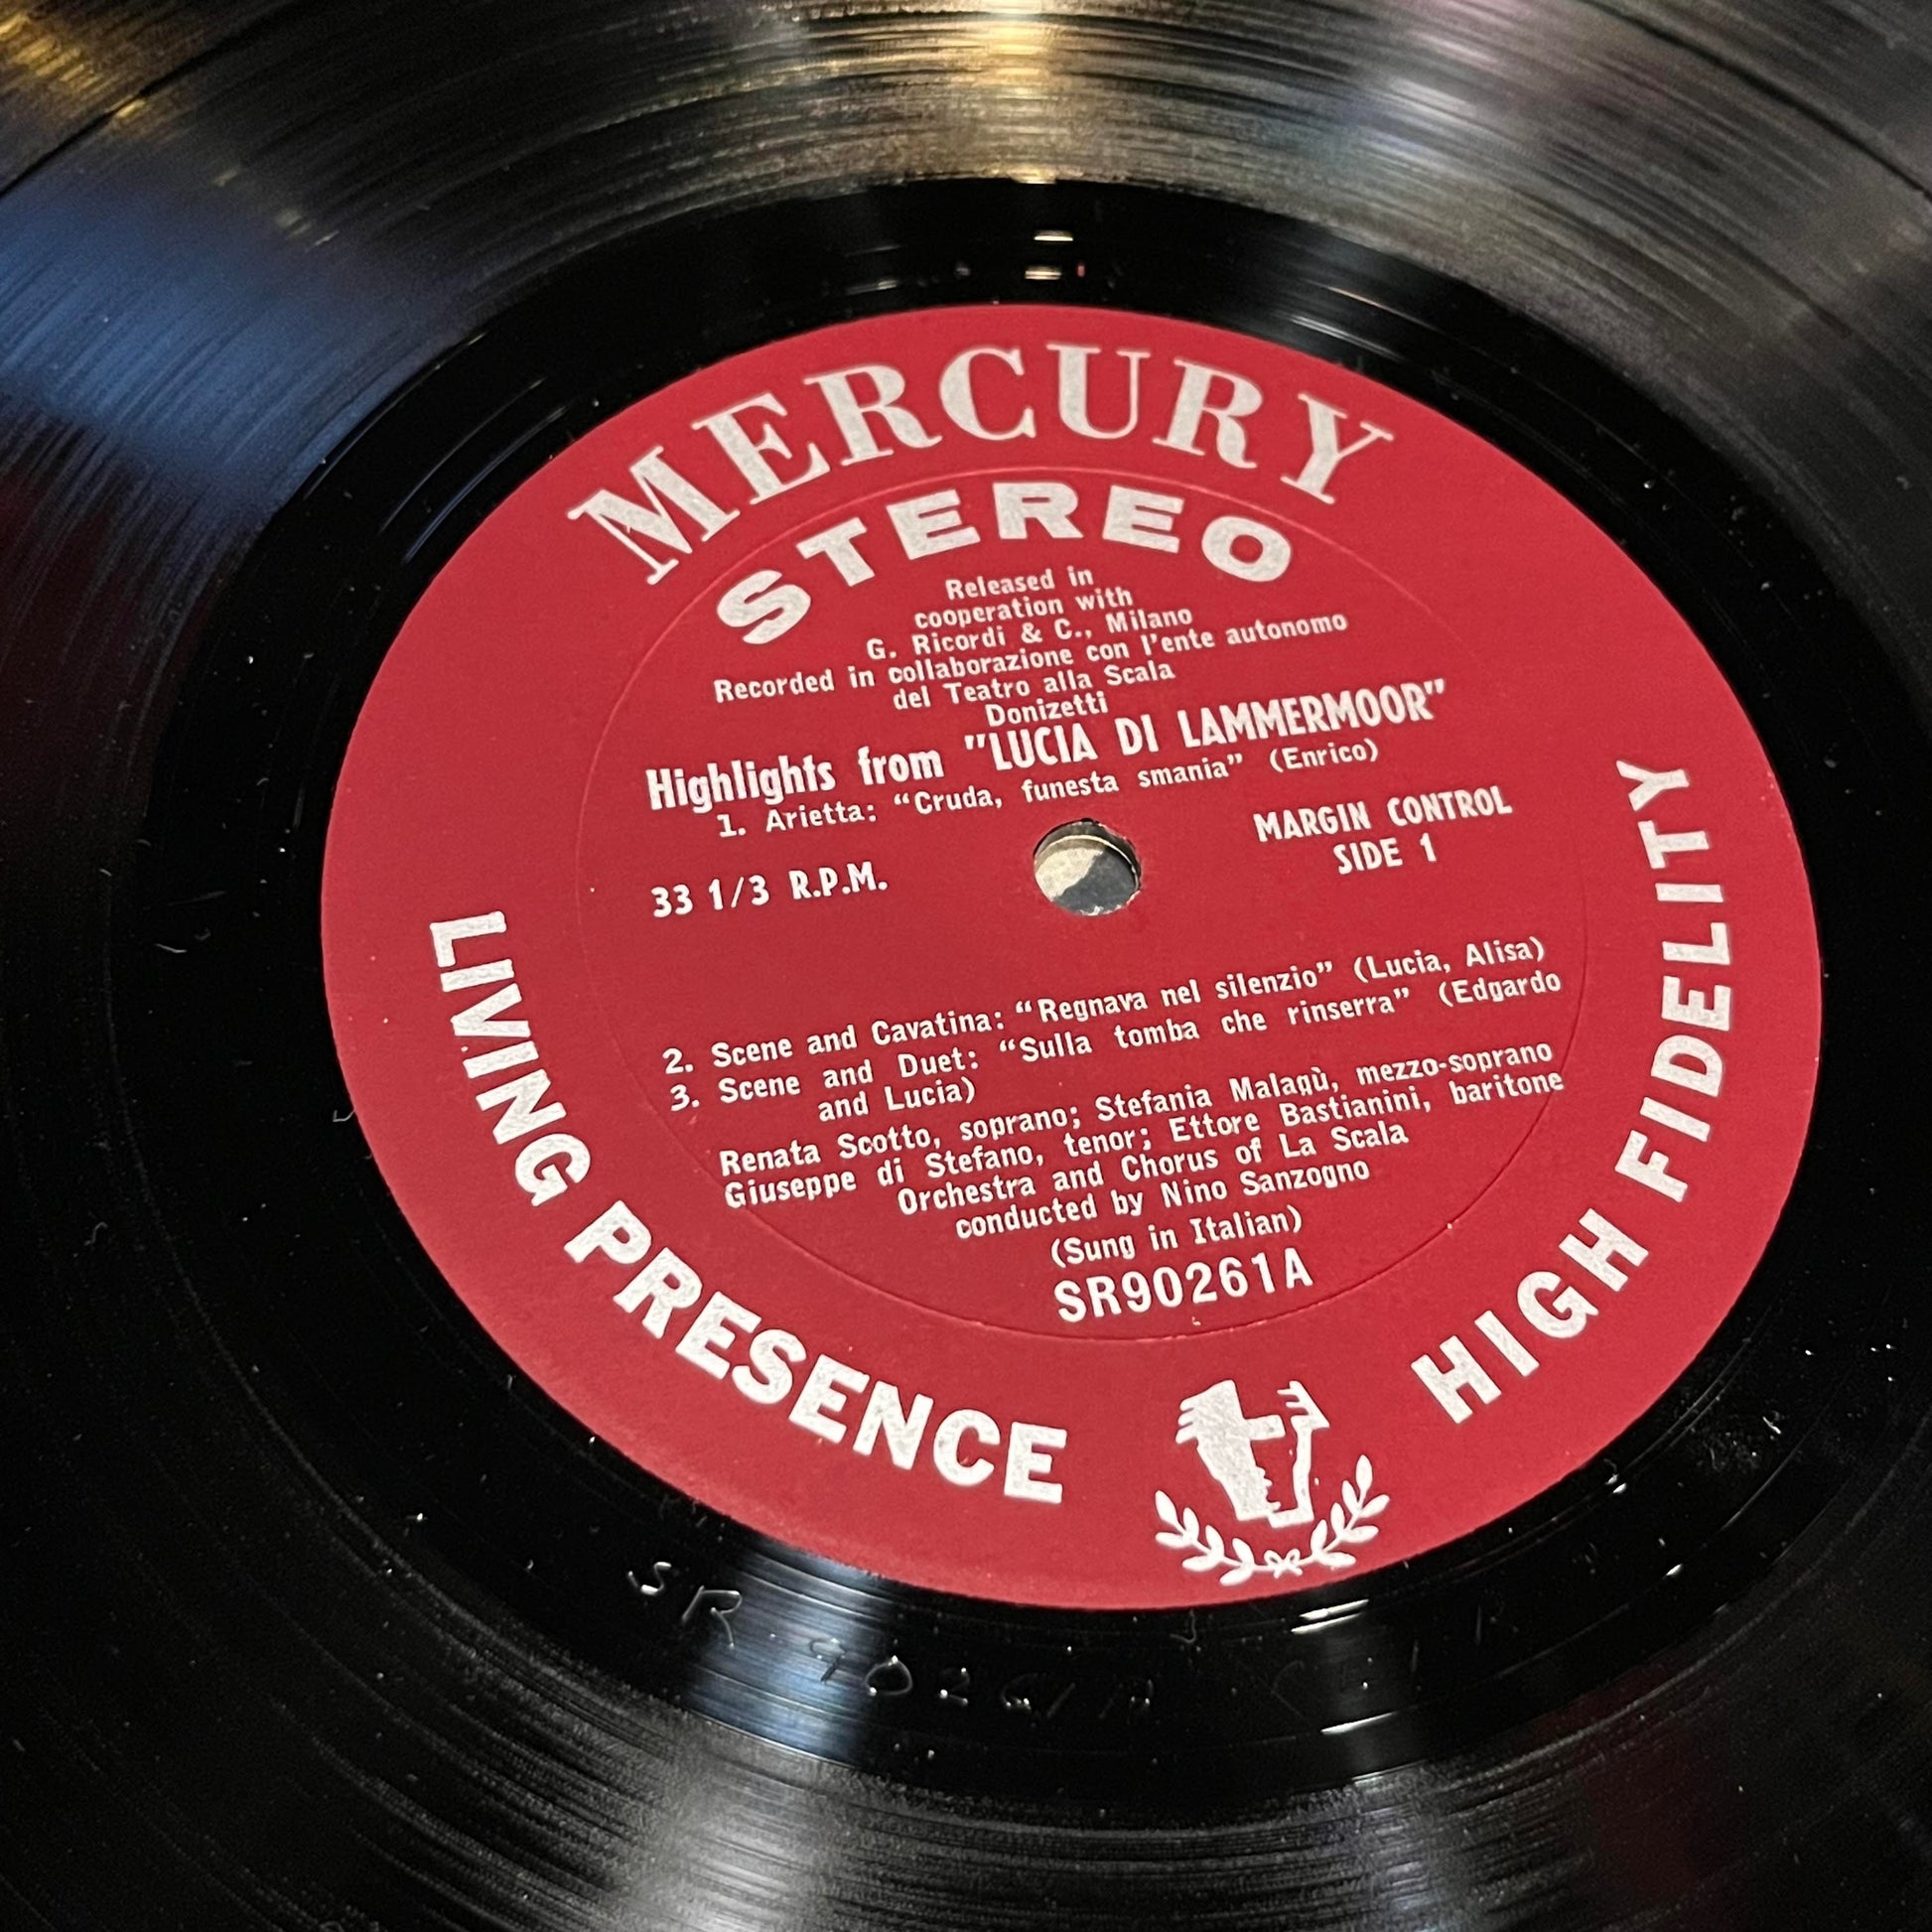 MERCURY
STEREO
Released in
cooperation with
G. Ricordi & C., Milano
Recorded in collaborazione con l'ente autonomo
del Teatro alla Scala
Donizetti
Highlights from "LUCIA DI LAMMERMOOR"
1. Arietta: "Cruda, funesta smania" (Enrico)
33 1/3 R.P.M.
MARGIN CONTROL
SIDE 1
2. Scene and Cavatina: "Regnava nel silenzio" (Lucia, Alisa)
3. Scene and Duet: "Sulla tomba che rinserra" (Edgardo
and Lucia)
Renata Scotto, soprano; Stefania Malagù, mezzo-soprano
Giuseppe di Stefano, tenor; Ettore Bastianini, baritone
Orchestra and Chorus of La Scala
conducted by Nino Sanzogno
(Sung in Italian)
SR90261A
LIVING PRESENCE
HIGH FIDELITY
SR 90261A